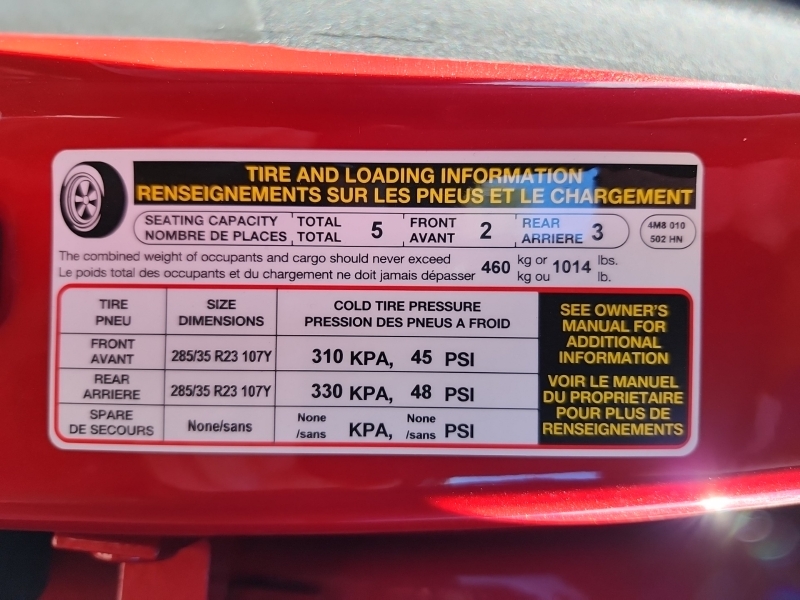 TIRE AND LOADING INFORMATION
RENSEIGNEMENTS SUR LES PNEUS ET LE CHARGEMENT
SEATING CAPACITY TOTAL 5 FRONT 2 REAR 3
NOMBRE DE PLACES TOTAL AVANT ARRIERE
4M8 010
502 HN
The combined weight of occupants and cargo should never exceed 460 kg or 1014 lbs.
Le poids total des occupants et du chargement ne doit jamais dépasser kg ou lb.
TIRE SIZE COLD TIRE PRESSURE
PNEU DIMENSIONS PRESSION DES PNEUS A FROID
FRONT
AVANT 285/35 R23 107Y 310 KPA, 45 PSI
REAR
ARRIERE 285/35 R23 107Y 330 KPA, 48 PSI
SPARE None None
DE SECOURS None/sans /sans KPA, /sans PSI
SEE OWNER'S
MANUAL FOR
ADDITIONAL
INFORMATION
VOIR LE MANUEL
DU PROPRIETAIRE
POUR PLUS DE
RENSEIGNEMENTS